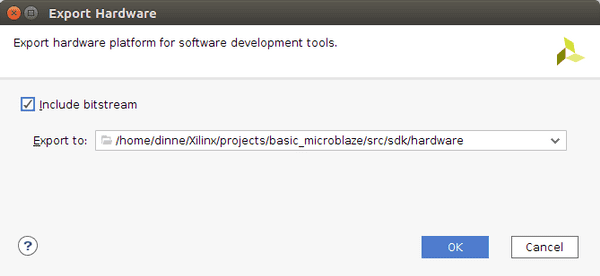 Export Hardware
Export hardware platform for software development tools.
Include bitstream
Export to: /home/dinne/Xilinx/projects/basic_microblaze/src/sdk/hardware
?
OK Cancel